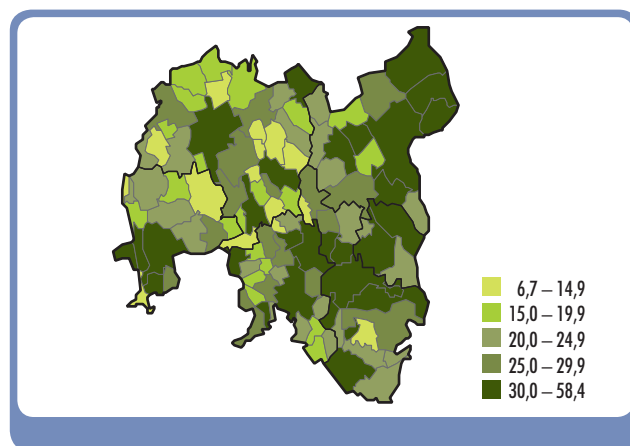 6,7 – 14,9
15,0 – 19,9
20,0 – 24,9
25,0 – 29,9
30,0 – 58,4